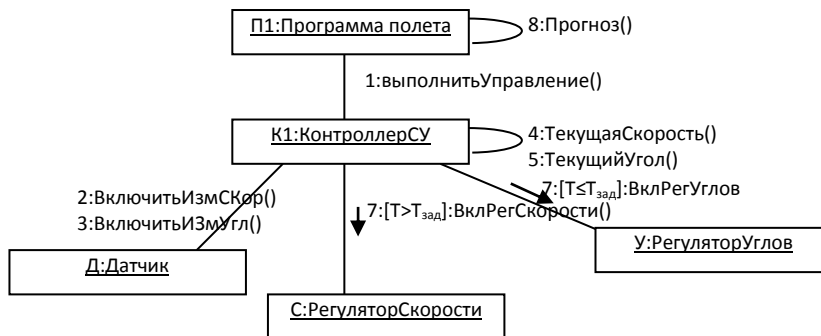 П1:Программа полета
8:Прогноз()
1:выполнитьУправление()
К1:КонтроллерСУ
4:ТекущаяСкорость()
5:ТекущийУгол()
2:ВключитьИзмСКор()
3:ВключитьИЗмУгл()
7:[T≤Tзад]:ВклРегУглов
7:[T>Tзад]:ВклРегСкорости()
У:РегуляторУглов
Д:Датчик
С:РегуляторСкорости